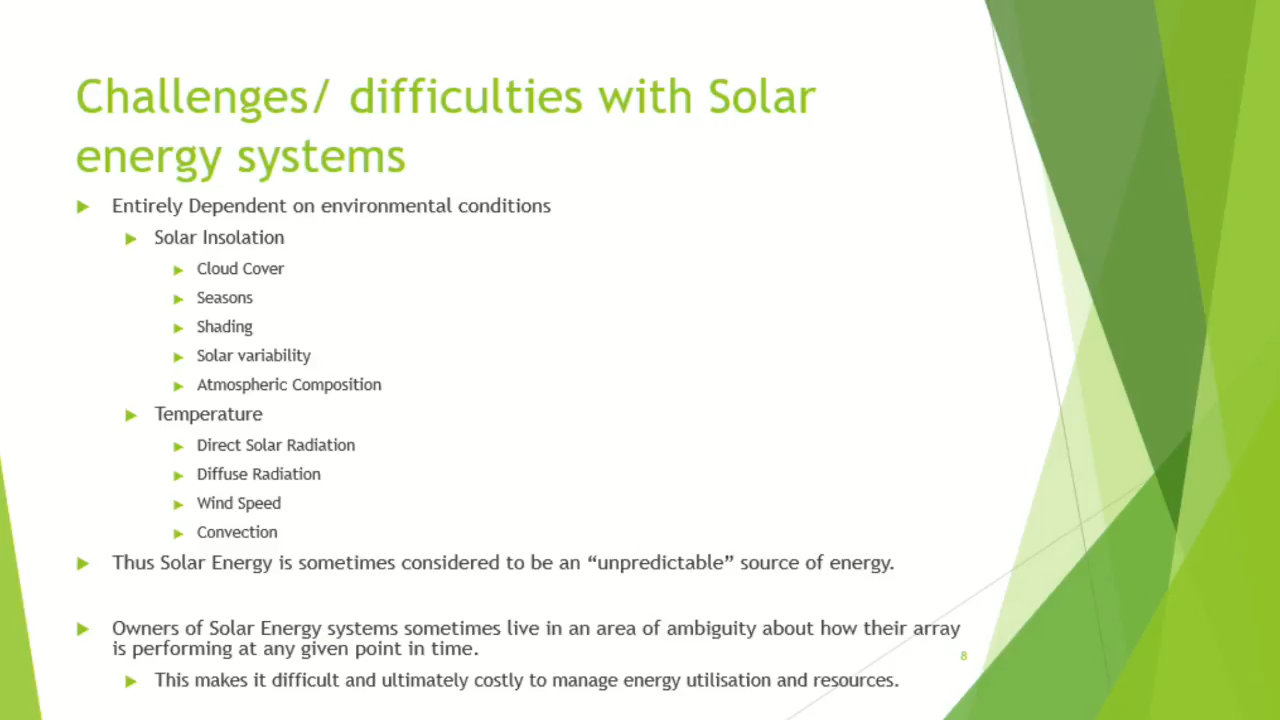 Challenges/ difficulties with Solar
energy systems
Entirely Dependent on environmental conditions
Solar Insolation
Cloud Cover
Seasons
Shading
Solar variability
Atmospheric Composition
Temperature
Direct Solar Radiation
Diffuse Radiation
Wind Speed
Convection
Thus Solar Energy is sometimes considered to be an “unpredictable” source of energy.
Owners of Solar Energy systems sometimes live in an area of ambiguity about how their array
is performing at any given point in time.
8
This makes it difficult and ultimately costly to manage energy utilisation and resources.